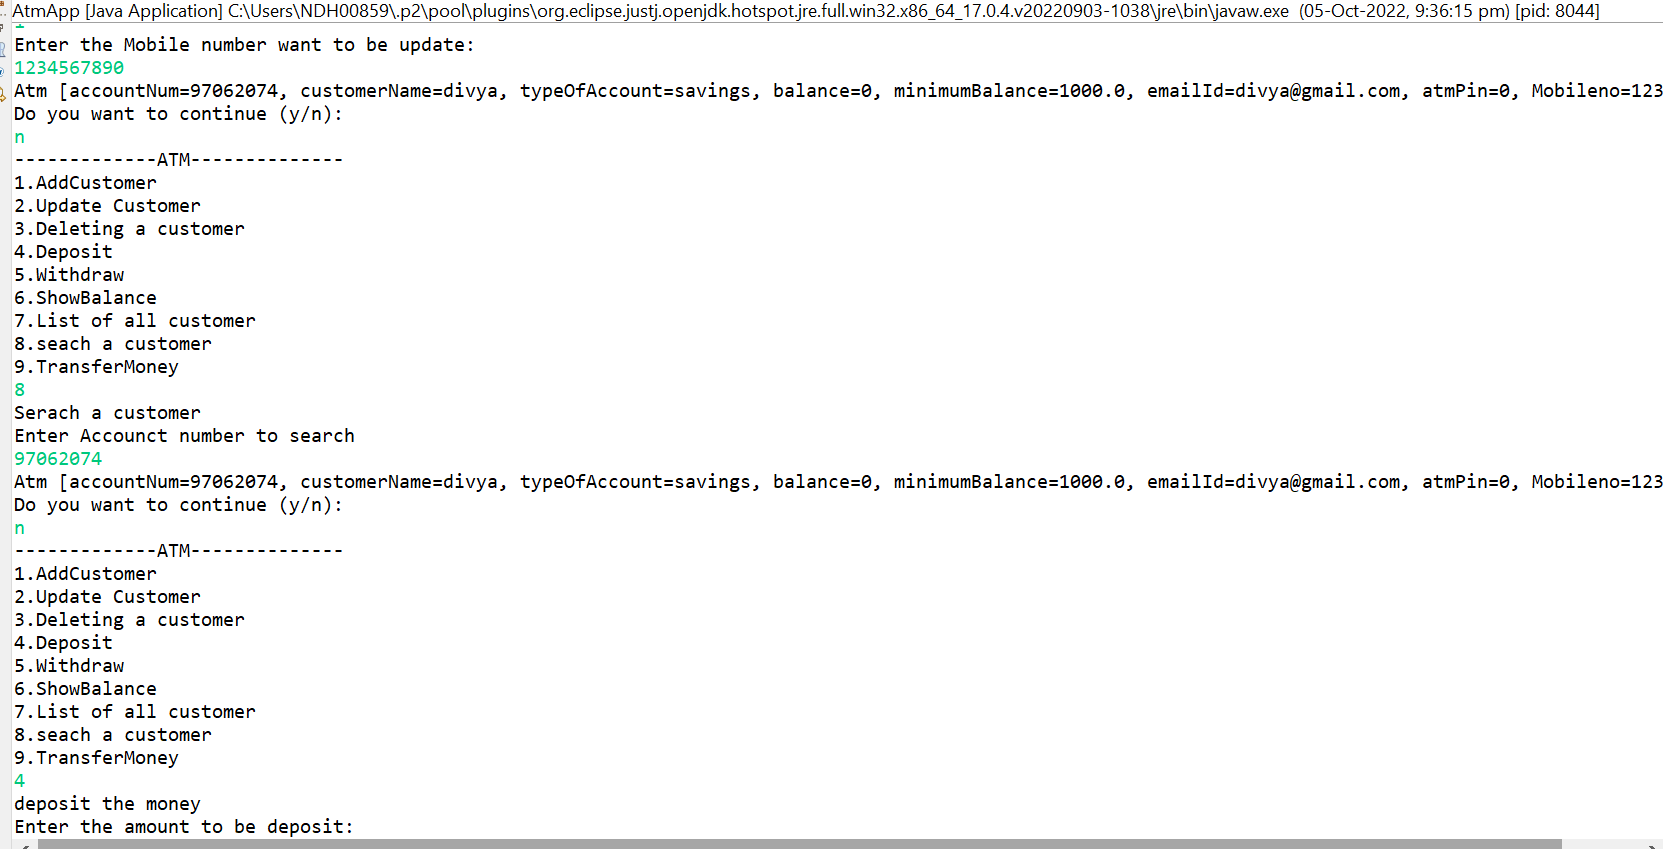 AtmApp [Java Application] C:\Users\NDH00859\.p2\pool\plugins\org.eclipse.justj.openjdk.hotspot.jre.full.win32.x86_64_17.0.4.v20220903-1038\jre\bin\javaw.exe (05-Oct-2022, 9:36:15 pm) [pid: 8044]
Enter the Mobile number want to be update:
1234567890
Atm [accountNum=97062074, customerName=divya, typeOfAccount=savings, balance=0, minimumBalance=1000.0, emailId=divya@gmail.com, atmPin=0, Mobileno=123
Do you want to continue (y/n):
n
-------------ATM--------------
1.AddCustomer
2.Update Customer
3.Deleting a customer
4.Deposit
5.Withdraw
6.ShowBalance
7.List of all customer
8.seach a customer
9.TransferMoney
8
Serach a customer
Enter Accounct number to search
97062074
Atm [accountNum=97062074, customerName=divya, typeOfAccount=savings, balance=0, minimumBalance=1000.0, emailId=divya@gmail.com, atmPin=0, Mobileno=123
Do you want to continue (y/n):
n
-------------ATM--------------
1.AddCustomer
2.Update Customer
3.Deleting a customer
4.Deposit
5.Withdraw
6.ShowBalance
7.List of all customer
8.seach a customer
9.TransferMoney
4
deposit the money
Enter the amount to be deposit: